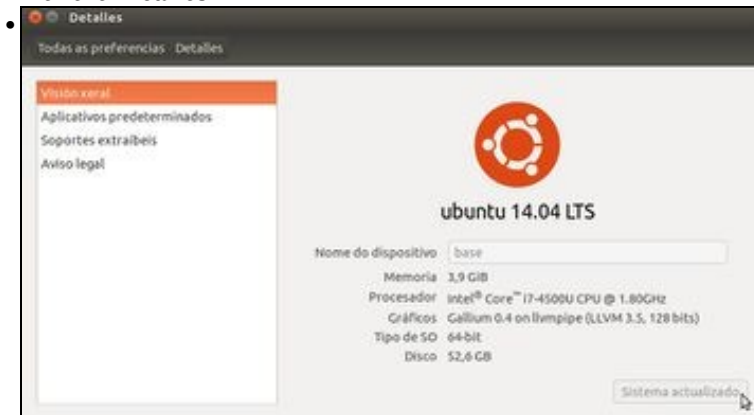 Detalles
Todas as preferencias Detalles
Visión xeral
Aplicativos predeterminados
Soportes extraíbeis
Aviso legal
ubuntu 14.04 LTS
Nome do dispositivo base
Memoria 3,9 GiB
Procesador Intel® Core™ i7-4500U CPU @ 1.80GHz
Gráficos Gallium 0.4 on llvmpipe (LLVM 3.5, 128 bits)
Tipo de SO 64-bit
Disco 52,6 GB
Sistema actualizado